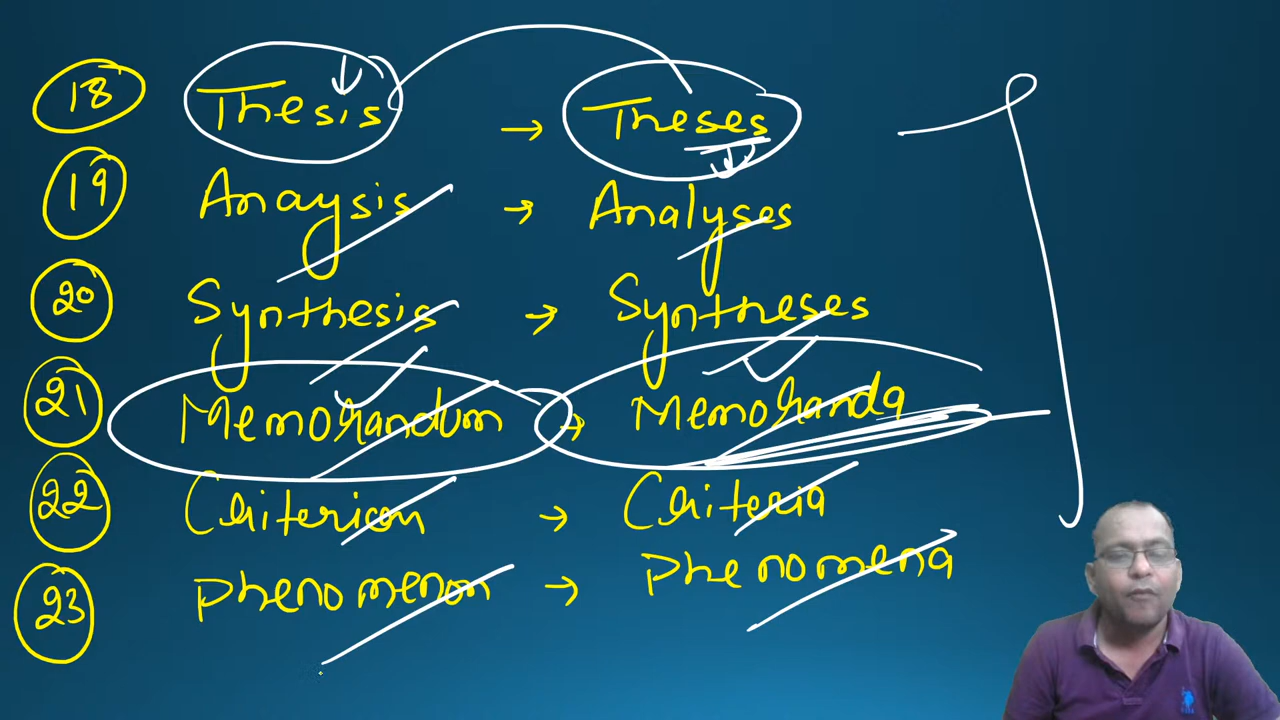 18 Thesis → Theses
19 Anaysis → Analyses
20 Synthesis → Syntheses
21 Memorandum → Memoranda
22 Criterion → Criteria
23 Phenomenon → Phenomena